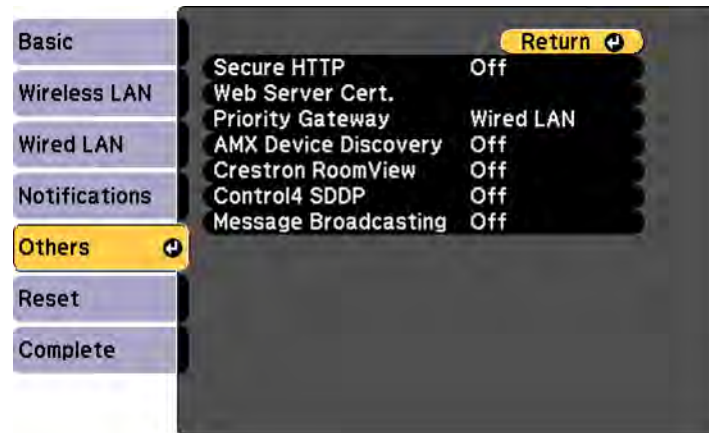 Basic
Wireless LAN
Wired LAN
Notifications
Others
Reset
Complete
Return
Secure HTTP Off
Web Server Cert.
Priority Gateway Wired LAN
AMX Device Discovery Off
Crestron RoomView Off
Control4 SDDP Off
Message Broadcasting Off